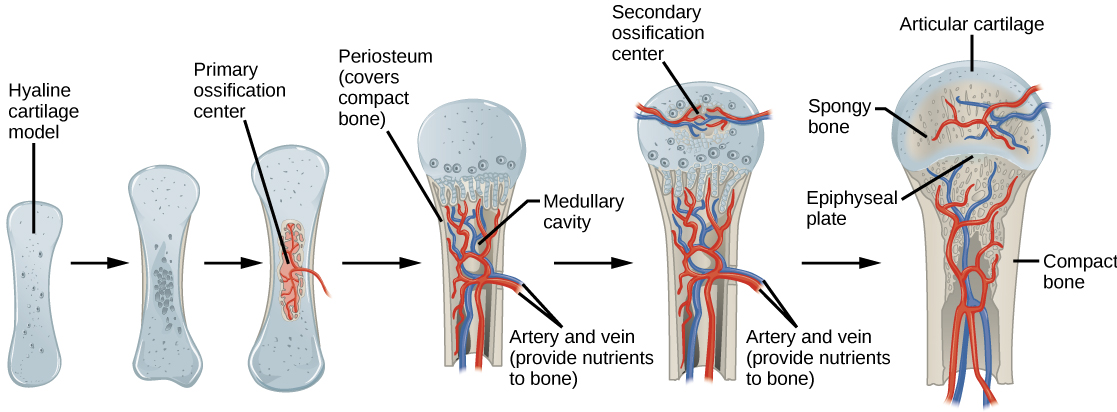 Hyaline
cartilage
model
Primary
ossification
center
Periosteum
(covers
compact
bone)
Medullary
cavity
Artery and vein
(provide nutrients
to bone)
Secondary
ossification
center
Artery and vein
(provide nutrients
to bone)
Articular cartilage
Spongy
bone
Epiphyseal
plate
Compact
bone